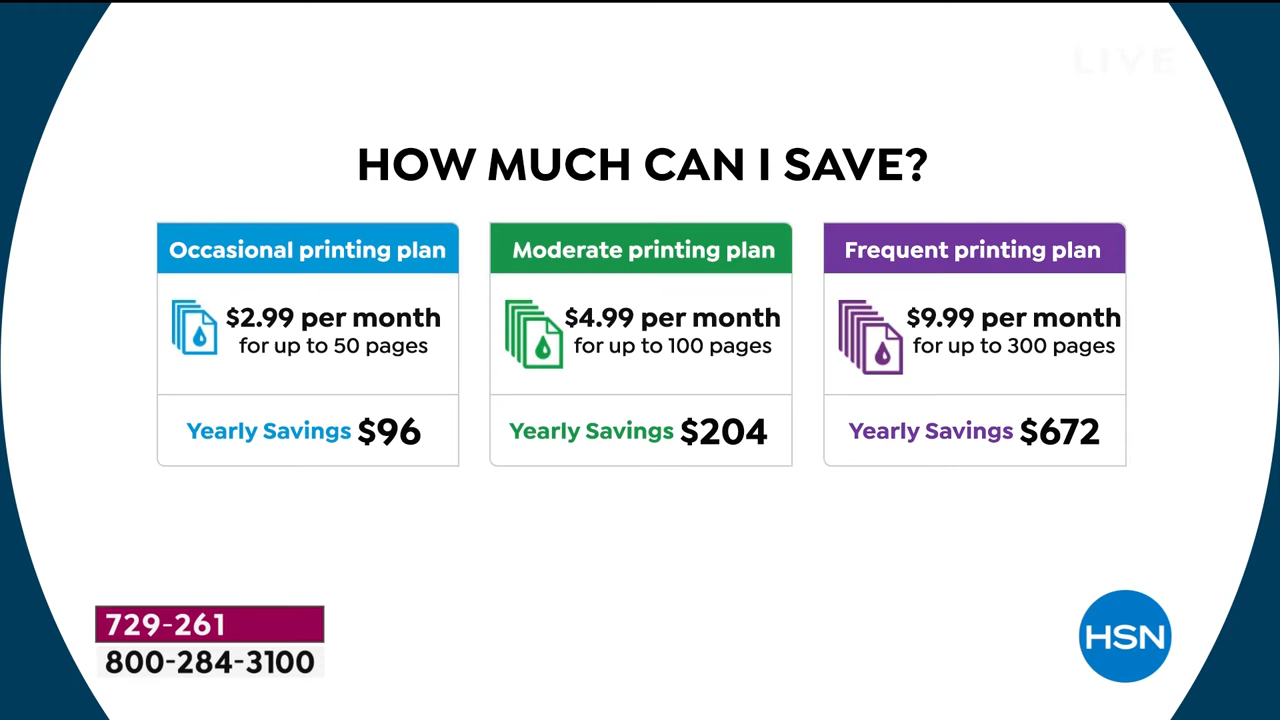 LIVE
HOW MUCH CAN I SAVE?
Occasional printing plan
$2.99 per month
for up to 50 pages
Yearly Savings $96
Moderate printing plan
$4.99 per month
for up to 100 pages
Yearly Savings $204
Frequent printing plan
$9.99 per month
for up to 300 pages
Yearly Savings $672
729-261
800-284-3100
HSN